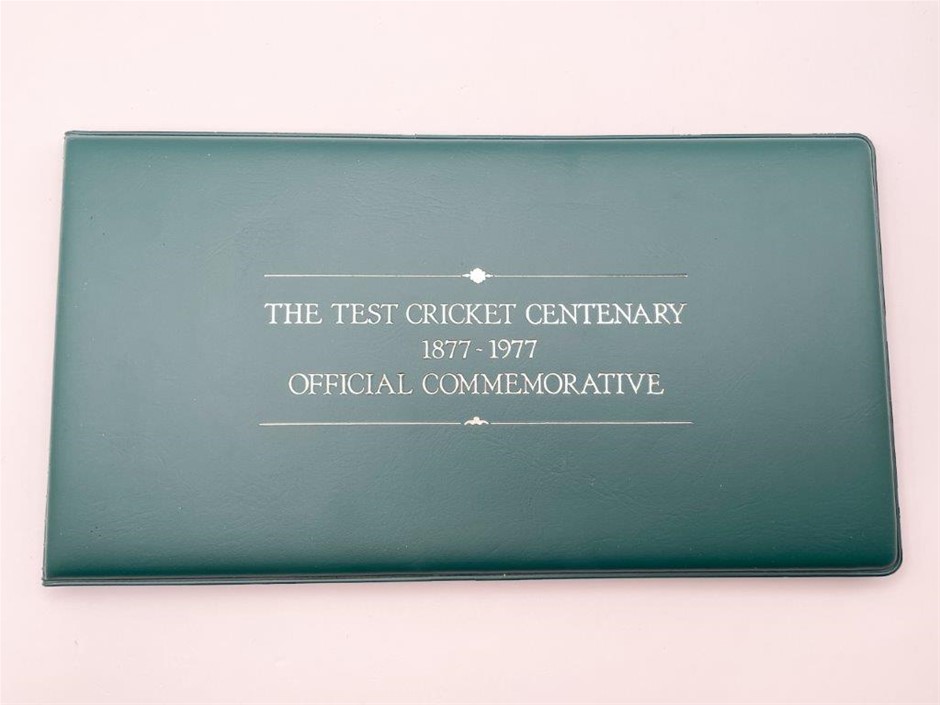 THE TEST CRICKET CENTENARY
1877-1977
OFFICIAL COMMEMORATIVE